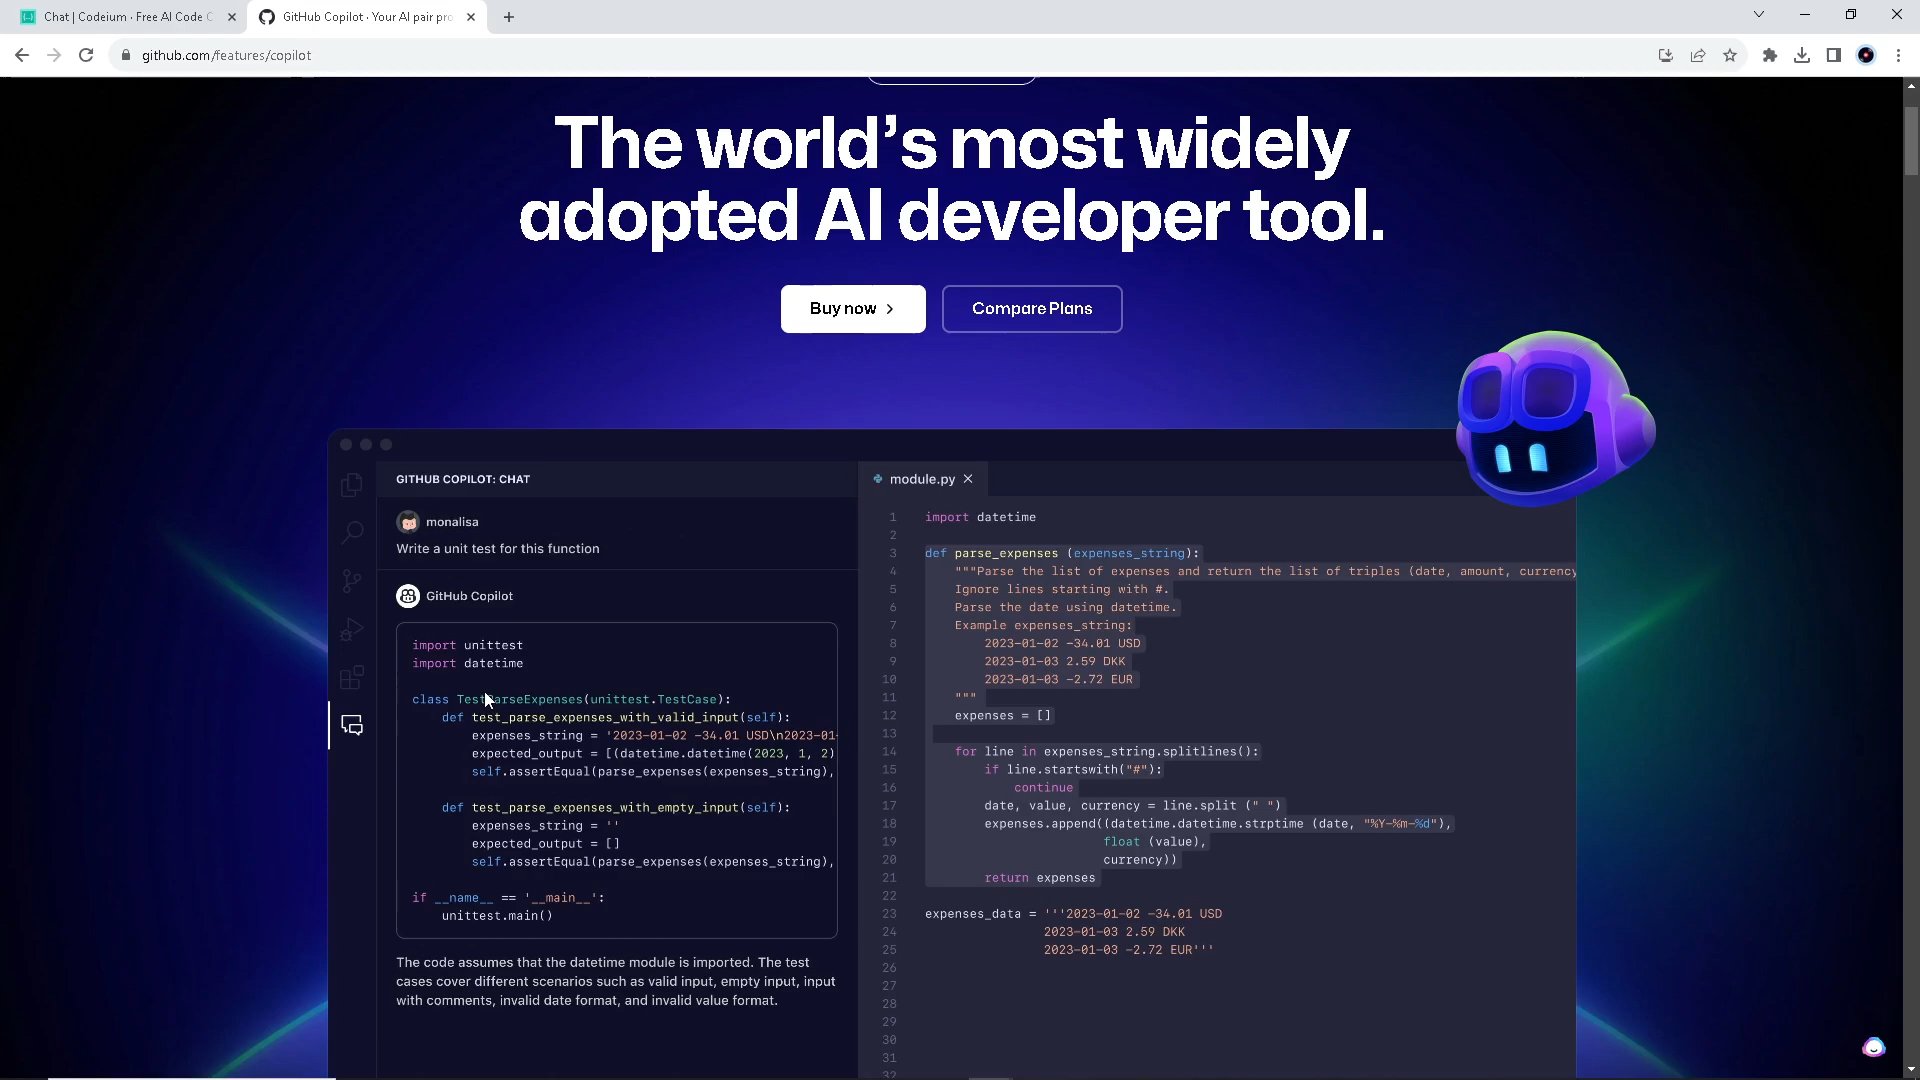 Chat | Codeium · Free AI Code C
GitHub Copilot · Your AI pair pro
github.com/features/copilot
The world's most widely
adopted AI developer tool.
Buy now
Compare Plans
GITHUB COPILOT: CHAT
monalisa
Write a unit test for this function
GitHub Copilot
import unittest
import datetime
class TestParseExpenses(unittest.TestCase):
def test_parse_expenses_with_valid_input(self):
expenses_string = '2023-01-02 -34.01 USD\n2023-01-
expected_output = [(datetime.datetime(2023, 1, 2)
self.assertEqual(parse_expenses(expenses_string),
def test_parse_expenses_with_empty_input(self):
expenses_string = ''
expected_output = []
self.assertEqual(parse_expenses(expenses_string),
if __name__ == '__main__':
unittest.main()
The code assumes that the datetime module is imported. The test
cases cover different scenarios such as valid input, empty input, input
with comments, invalid date format, and invalid value format.
module.py
1 import datetime
2
3 def parse_expenses (expenses_string):
4 """Parse the list of expenses and return the list of triples (date, amount, currency
5 Ignore lines starting with #.
6 Parse the date using datetime.
7 Example expenses_string:
8 2023-01-02 -34.01 USD
9 2023-01-03 2.59 DKK
10 2023-01-03 -2.72 EUR
11 """
12 expenses = []
13
14 for line in expenses_string.splitlines():
15 if line.startswith("#"):
16 continue
17 date, value, currency = line.split (" ")
18 expenses.append((datetime.datetime.strptime (date, "%Y-%m-%d"),
19 float (value),
20 currency))
21 return expenses
22
23 expenses_data = '''2023-01-02 -34.01 USD
24 2023-01-03 2.59 DKK
25 2023-01-03 -2.72 EUR'''
26
27
28
29
30
31
32